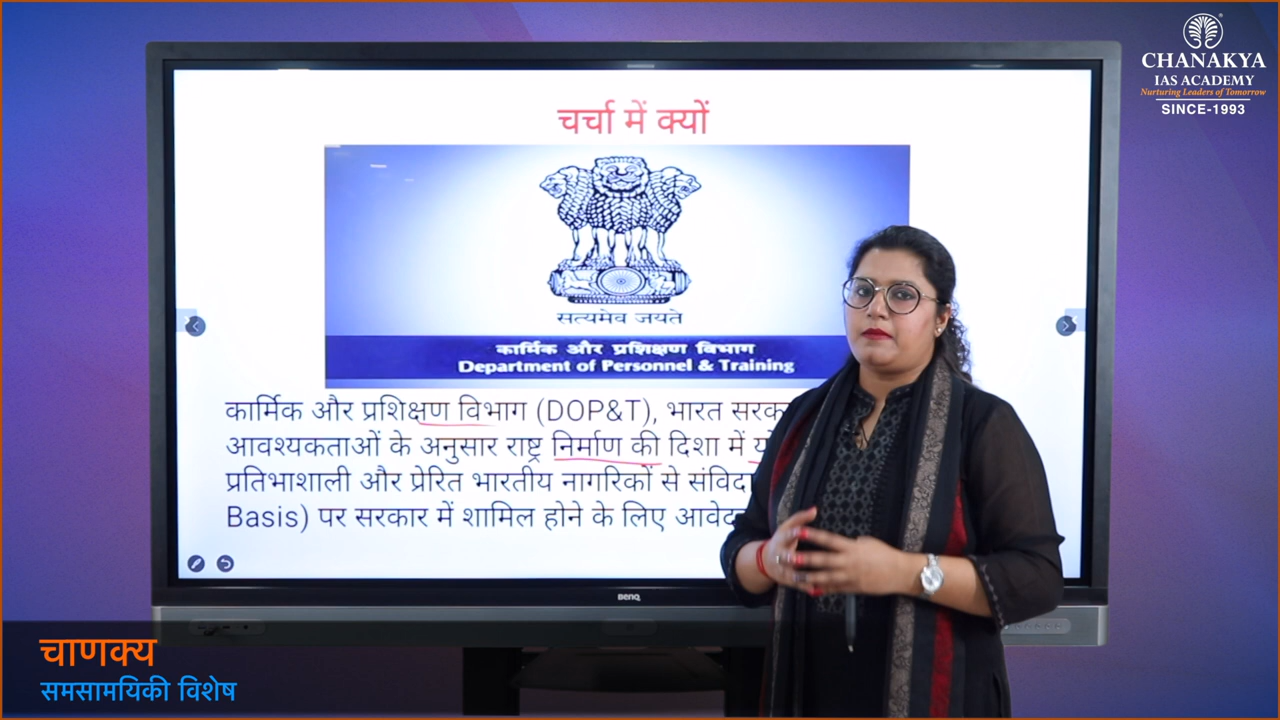 CHANAKYA
IAS ACADEMY
Nurturing Leaders of Tomorrow
SINCE-1993
चर्चा में क्यों
सत्यमेव जयते
कार्मिक और प्रशिक्षण विभाग
Department of Personnel & Training
कार्मिक और प्रशिक्षण विभाग (DOP&T), भारत
आवश्यकताओं के अनुसार राष्ट्र निर्माण की दिशा में
प्रतिभाशाली और प्रेरित भारतीय नागरिकों से
Basis) पर सरकार में शामिल होने के लिए
BenQ
चाणक्य
समसामयिकी विशेष